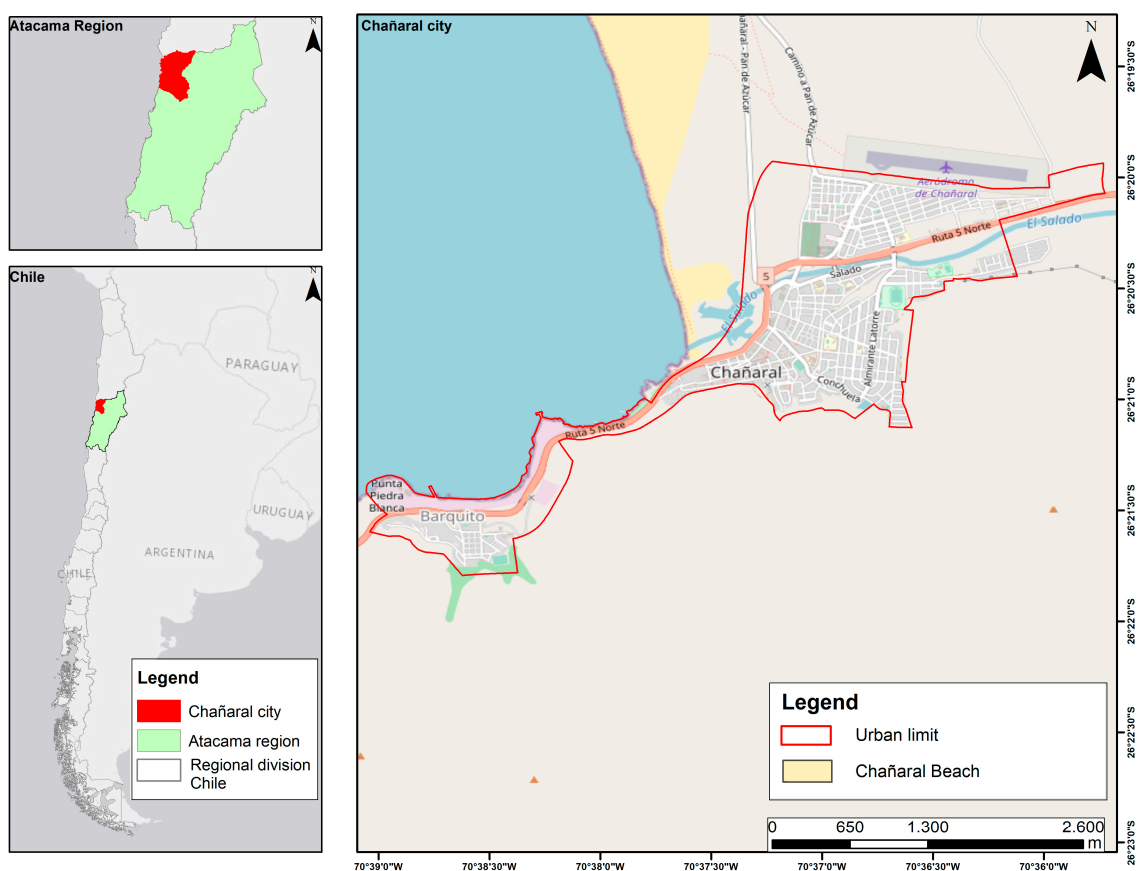 Atacama Region
N
Chile
N
PARAGUAY
URUGUAY
ARGENTINA
CHILE
Legend
Chañaral city
Atacama region
Regional division
Chile
Chañaral city
N
añaral - Pan de Azúcar
Camino a Pan de Azúcar
Aeródromo
de Chañaral
El Salado
Ruta 5 Norte
5
Salado
El Salado
Almirante Latorre
Chañaral
Conchuela
Ruta 5 Norte
Punta
Piedra
Blanca
Barquito
Legend
Urban limit
Chañaral Beach
0 650 1.300 2.600
m
26°19'30"S
26°20'0"S
26°20'30"S
26°21'0"S
26°21'30"S
26°22'0"S
26°22'30"S
26°23'0"S
70°39'0"W 70°38'30"W 70°38'0"W 70°37'30"W 70°37'0"W 70°36'30"W 70°36'0"W